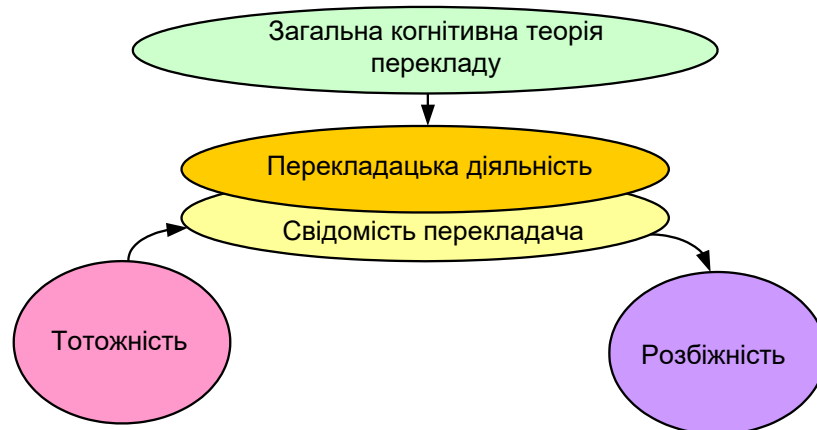 Загальна когнітивна теорія
перекладу
Перекладацька діяльність
Свідомість перекладача
Тотожність
Розбіжність